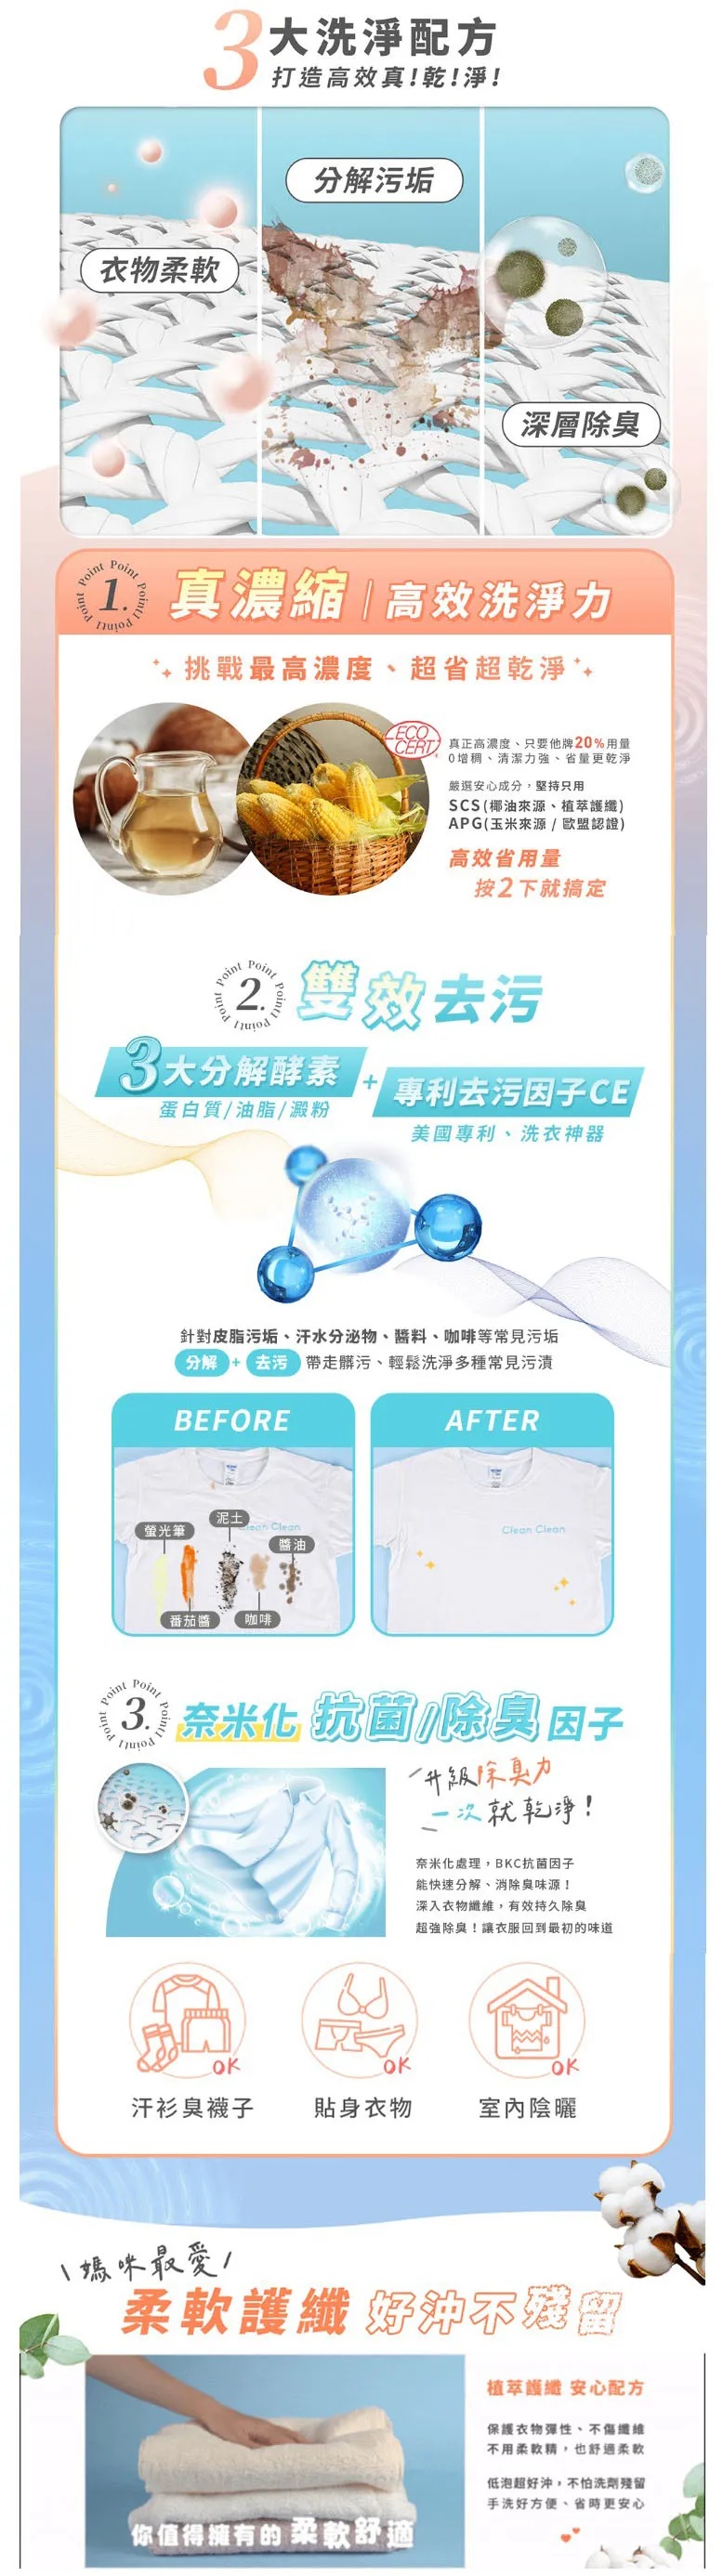 3大洗淨配方
打造高效真!乾!淨!
分解污垢
衣物柔軟
深層除臭
Point Point Point1 Point1 Point
1.
真濃縮|高效洗淨力
挑戰最高濃度、超省超乾淨
ECO
CERT
真正高濃度、只要他牌20%用量
0增稠、清潔力強、省量更乾淨
嚴選安心成分，堅持只用
SCS(椰油來源、植萃護纖)
APG(玉米來源 / 歐盟認證)
高效省用量
按2下就搞定
Point Point Point1 Point1 Point
2.
雙效去污
3大分解酵素
+
專利去污因子CE
蛋白質/油脂/澱粉
美國專利、洗衣神器
針對皮脂污垢、汗水分泌物、醬料、咖啡等常見污垢
分解 + 去污 帶走髒污、輕鬆洗淨多種常見污漬
BEFORE
AFTER
螢光筆
泥土
Clean Clean
醬油
番茄醬
咖啡
Clean Clean
Point Point Point1 Point1 Point
3.
奈米化 抗菌/除臭因子
升級除臭力
一次就乾淨!
奈米化處理，BKC抗菌因子
能快速分解、消除臭味源！
深入衣物纖維，有效持久除臭
超強除臭！讓衣服回到最初的味道
OK
OK
OK
汗衫臭襪子
貼身衣物
室內陰曬
\媽咪最愛/
柔軟護纖 好沖不殘留
植萃護纖 安心配方
保護衣物彈性、不傷纖維
不用柔軟精，也舒適柔軟
低泡超好沖，不怕洗劑殘留
手洗好方便、省時更安心
你值得擁有的 柔軟舒適